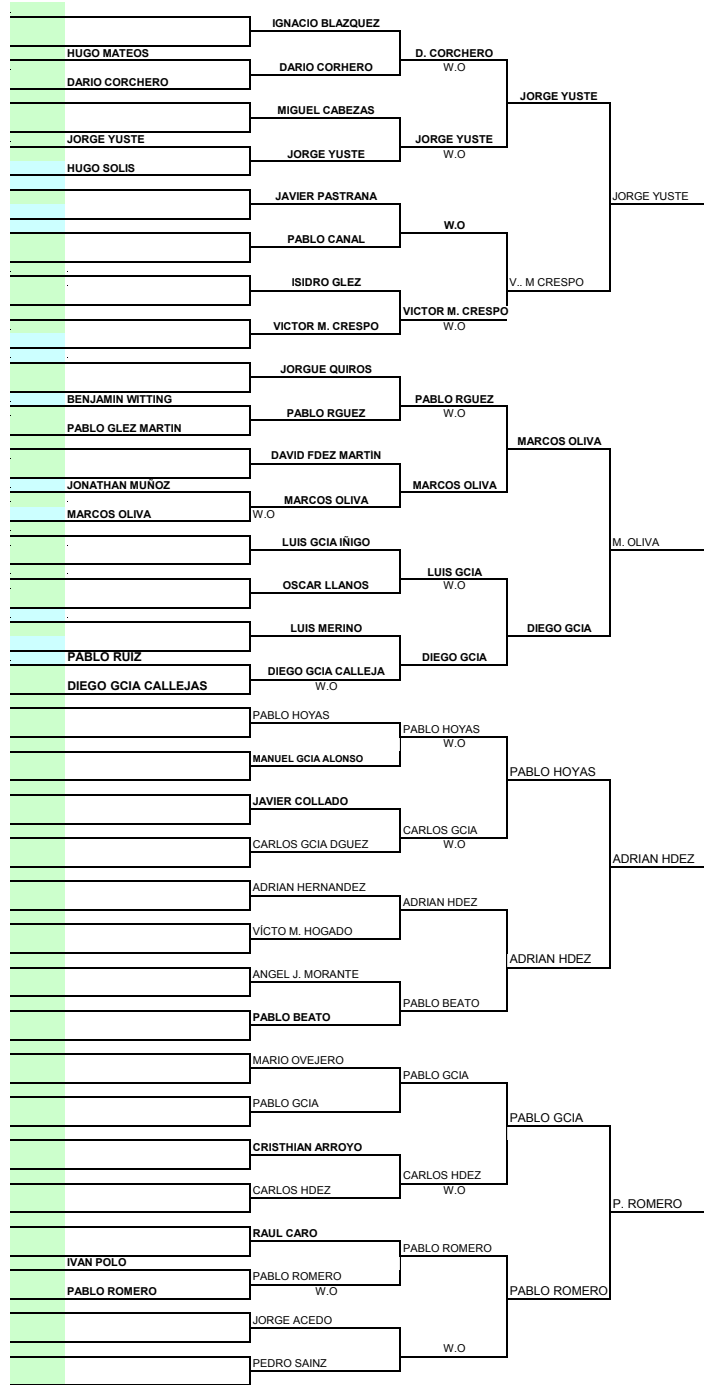 IGNACIO BLAZQUEZ
HUGO MATEOS
D. CORCHERO
DARIO CORHERO
W.O
DARIO CORCHERO
JORGE YUSTE
MIGUEL CABEZAS
JORGE YUSTE
JORGE YUSTE
JORGE YUSTE
W.O
HUGO SOLIS
JAVIER PASTRANA
JORGE YUSTE
W.O
PABLO CANAL
ISIDRO GLEZ
V.. M CRESPO
VICTOR M. CRESPO
VICTOR M. CRESPO
W.O
JORGUE QUIROS
BENJAMIN WITTING
PABLO RGUEZ
PABLO RGUEZ
W.O
PABLO GLEZ MARTIN
MARCOS OLIVA
DAVID FDEZ MARTÍN
JONATHAN MUÑOZ
MARCOS OLIVA
MARCOS OLIVA
MARCOS OLIVA
W.O
LUIS GCIA IÑIGO
M. OLIVA
LUIS GCIA
OSCAR LLANOS
W.O
LUIS MERINO
DIEGO GCIA
PABLO RUIZ
DIEGO GCIA
DIEGO GCIA CALLEJA
DIEGO GCIA CALLEJAS
W.O
PABLO HOYAS
PABLO HOYAS
W.O
MANUEL GCIA ALONSO
PABLO HOYAS
JAVIER COLLADO
CARLOS GCIA
CARLOS GCIA DGUEZ
W.O
ADRIAN HDEZ
ADRIAN HERNANDEZ
ADRIAN HDEZ
VÍCTO M. HOGADO
ADRIAN HDEZ
ANGEL J. MORANTE
PABLO BEATO
PABLO BEATO
MARIO OVEJERO
PABLO GCIA
PABLO GCIA
PABLO GCIA
CRISTHIAN ARROYO
CARLOS HDEZ
CARLOS HDEZ
W.O
P. ROMERO
RAUL CARO
PABLO ROMERO
IVAN POLO
PABLO ROMERO
PABLO ROMERO
W.O
PABLO ROMERO
JORGE ACEDO
W.O
PEDRO SAINZ